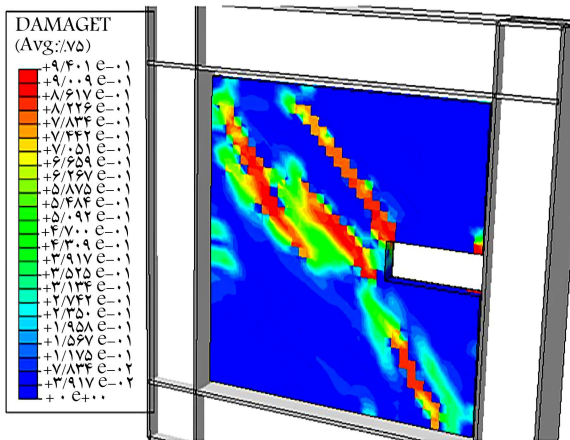 DAMAGET
(Avg:٪۷۵)
+۹/۴۰۱ e−۰۱
+۹/۰۰۹ e−۰۱
+۸/۶۱۷ e−۰۱
+۸/۲۲۶ e−۰۱
+۷/۸۳۴ e−۰۱
+۷/۴۴۲ e−۰۱
+۷/۰۵۱ e−۰۱
+۶/۶۵۹ e−۰۱
+۶/۲۶۷ e−۰۱
+۵/۸۷۵ e−۰۱
+۵/۴۸۴ e−۰۱
+۵/۰۹۲ e−۰۱
+۴/۷۰۰ e−۰۱
+۴/۳۰۹ e−۰۱
+۳/۹۱۷ e−۰۱
+۳/۵۲۵ e−۰۱
+۳/۱۳۴ e−۰۱
+۲/۷۴۲ e−۰۱
+۲/۳۵۰ e−۰۱
+۱/۹۵۸ e−۰۱
+۱/۵۶۷ e−۰۱
+۱/۱۷۵ e−۰۱
+۷/۸۳۴ e−۰۲
+۳/۹۱۷ e−۰۲
+ ۰ e+۰۰